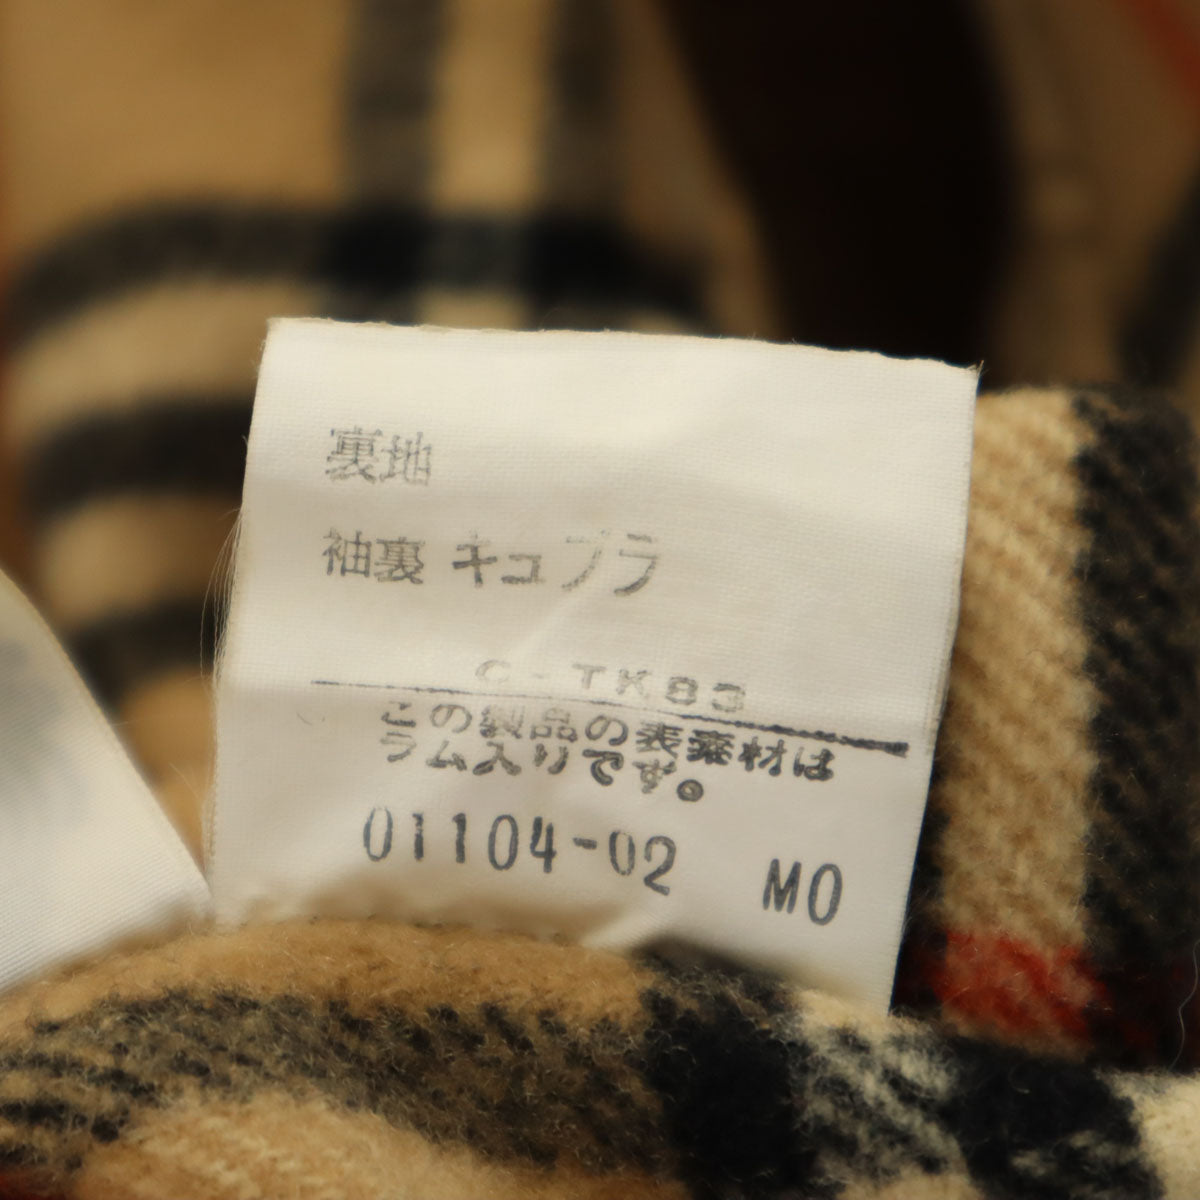 裏地
袖裏 キュプラ
C-TK83
この製品の表素材は
ラム入りです。
01104-02 M0